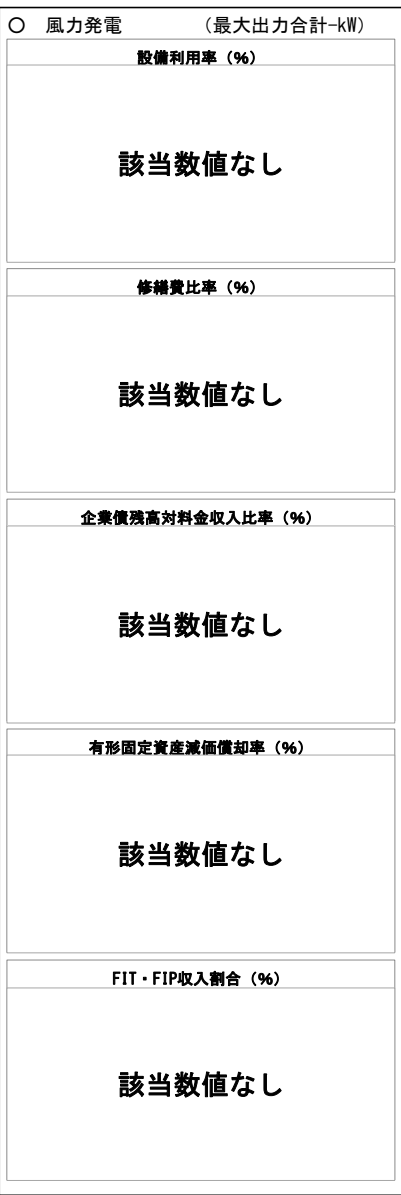 ○ 風力発電 （最大出力合計-kW）
設備利用率（%）
該当数値なし
修繕費比率（%）
該当数値なし
企業債残高対料金収入比率（%）
該当数値なし
有形固定資産減価償却率（%）
該当数値なし
FIT・FIP収入割合（%）
該当数値なし